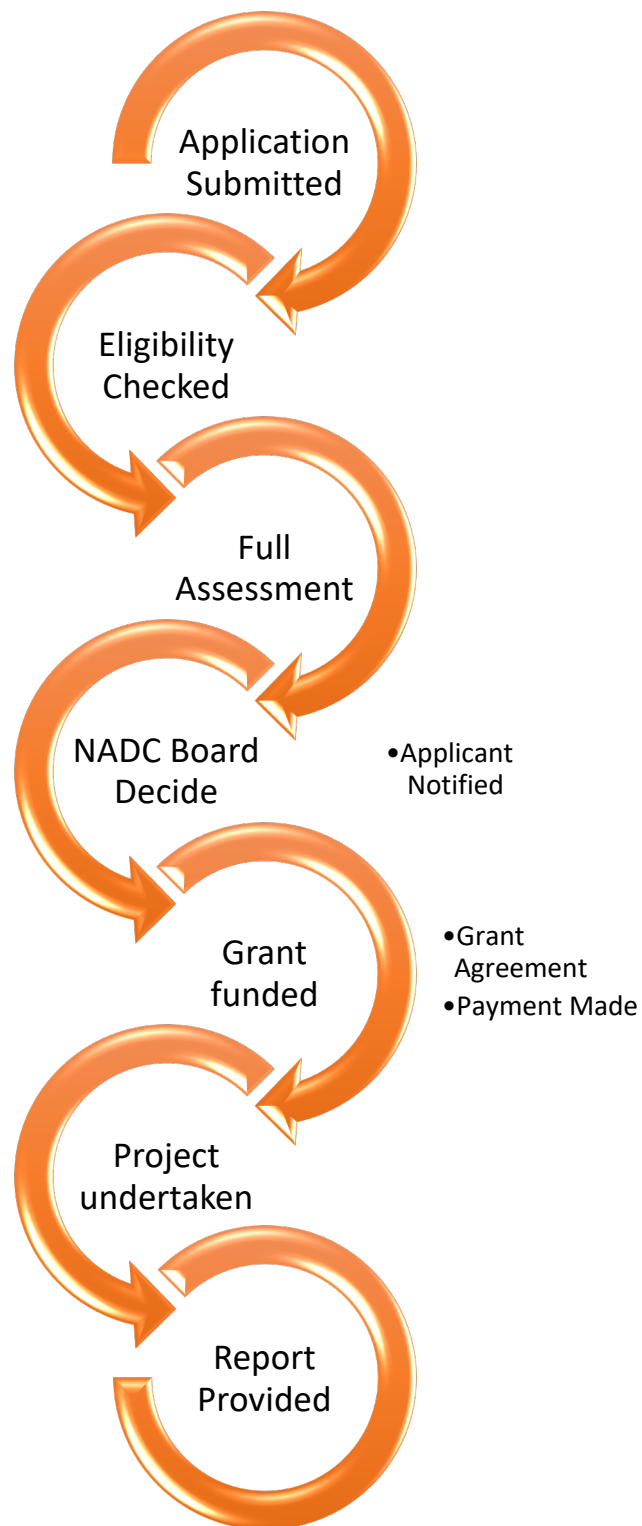 Application
Submitted
Eligibility
Checked
Full
Assessment
NADC Board
Decide
•Applicant
Notified
Grant
funded
•Grant
Agreement
•Payment Made
Project
undertaken
Report
Provided